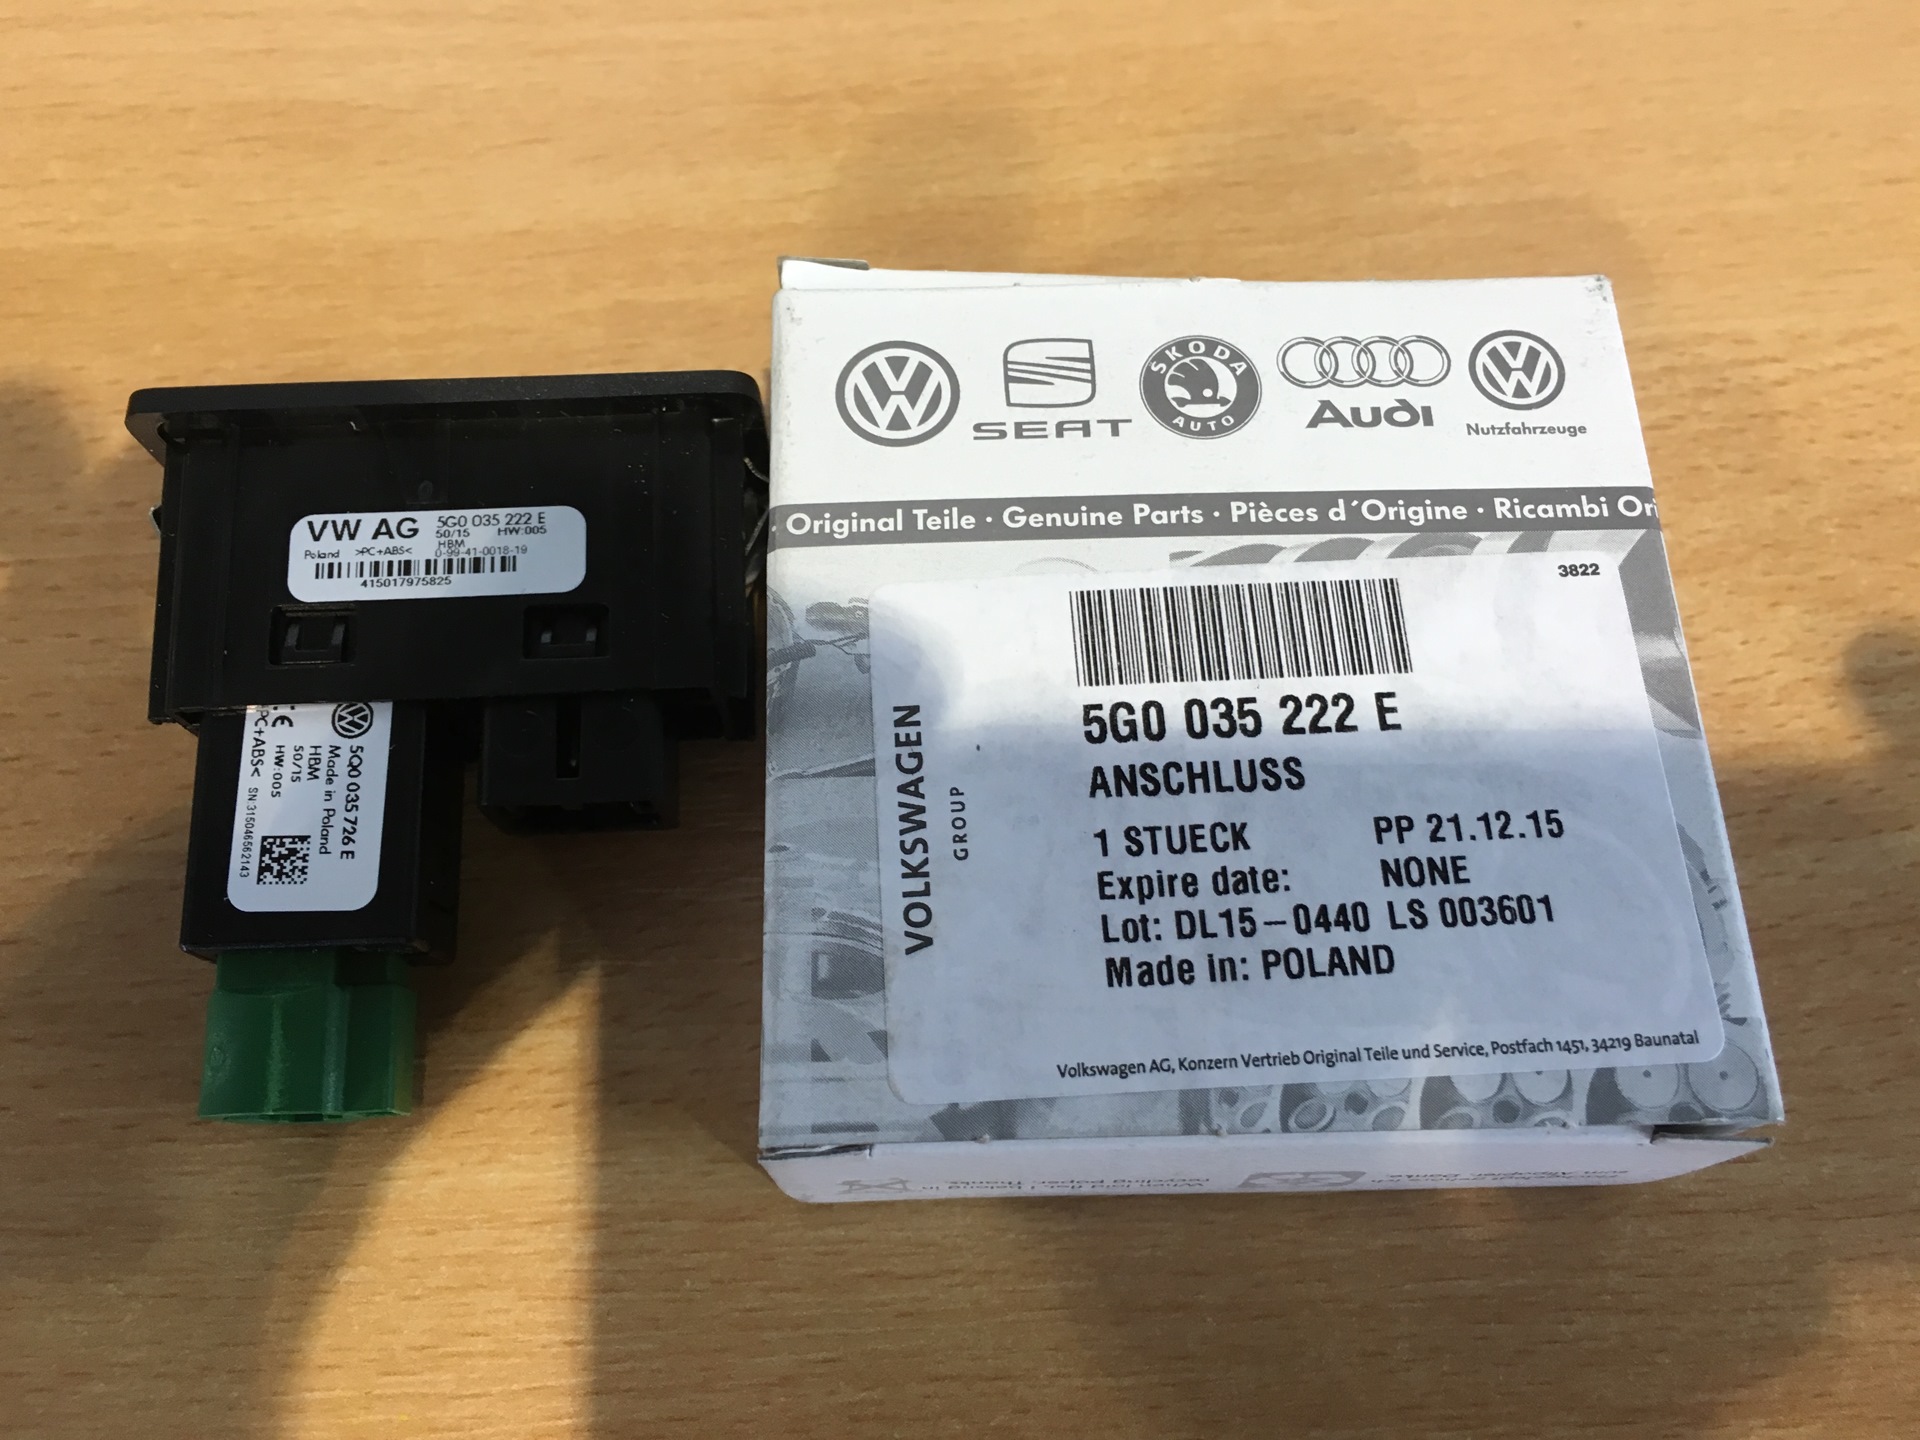 VW AG
5G0 035 222 E
50/15 HW:005
HBM
Poland >PC+ABS< 0-99-41-0018-19
415017975825
5Q0 035 726 E
Made in Poland
HBM
50/15 HW:005
PC+ABS< SN:315046562143
SEAT
ŠKODA
AUTO
Audi
Nutzfahrzeuge
· Original Teile · Genuine Parts · Pièces d´Origine · Ricambi Ori
3822
VOLKSWAGEN
GROUP
5G0 035 222 E
ANSCHLUSS
1 STUECK PP 21.12.15
Expire date: NONE
Lot: DL15-0440 LS 003601
Made in: POLAND
Volkswagen AG, Konzern Vertrieb Original Teile und Service, Postfach 1451, 34219 Baunatal